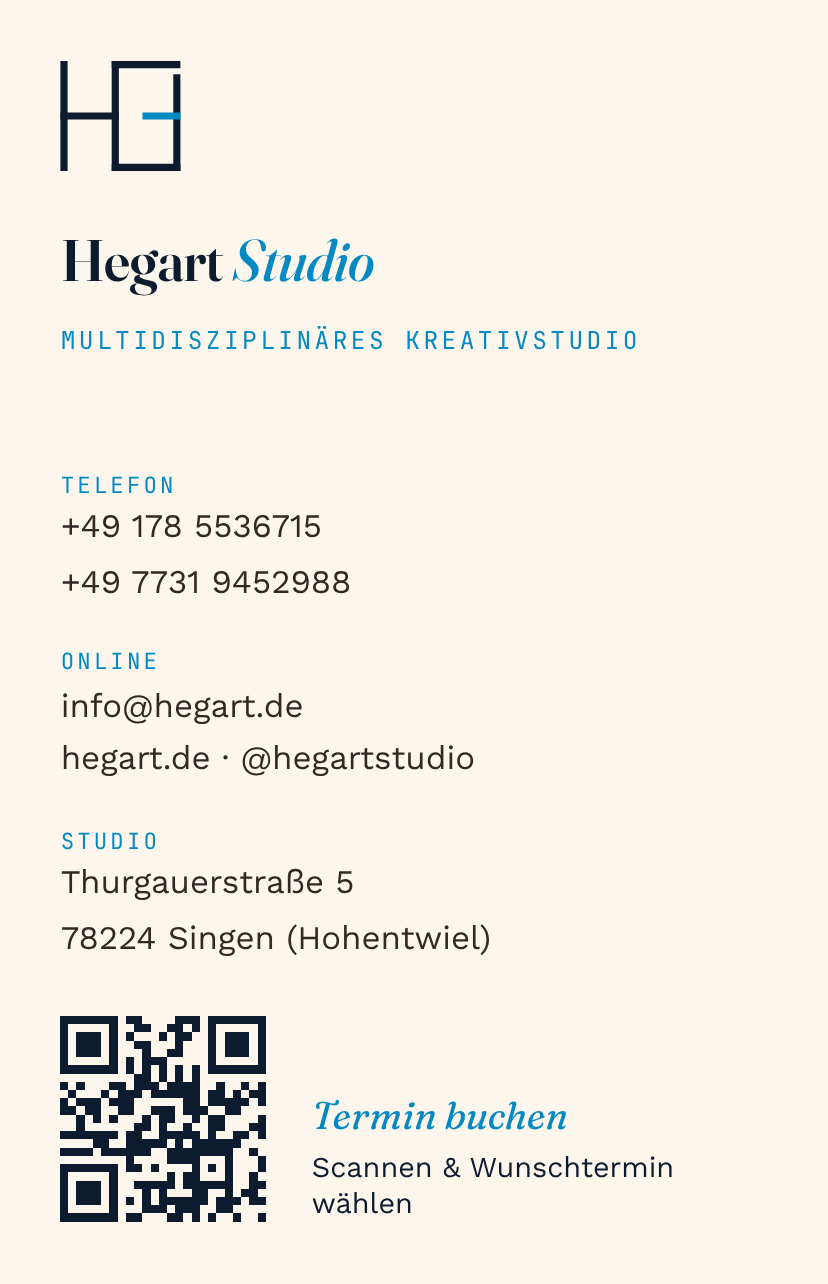 HG
Hegart Studio
MULTIDISZIPLINÄRES KREATIVSTUDIO
TELEFON
+49 178 5536715
+49 7731 9452988
ONLINE
info@hegart.de
hegart.de · @hegartstudio
STUDIO
Thurgauerstraße 5
78224 Singen (Hohentwiel)
Termin buchen
Scannen & Wunschtermin
wählen